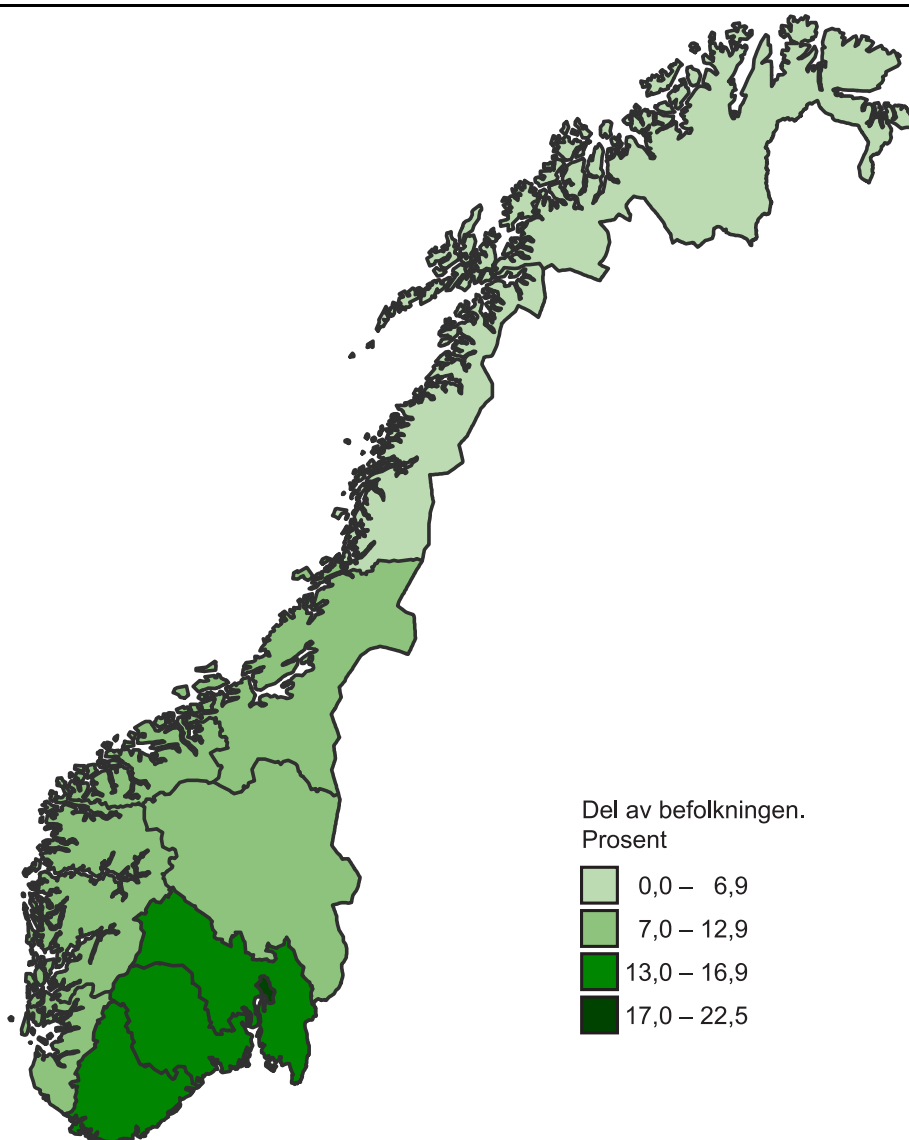 Del av befolkningen.
Prosent
0,0 – 6,9
7,0 – 12,9
13,0 – 16,9
17,0 – 22,5